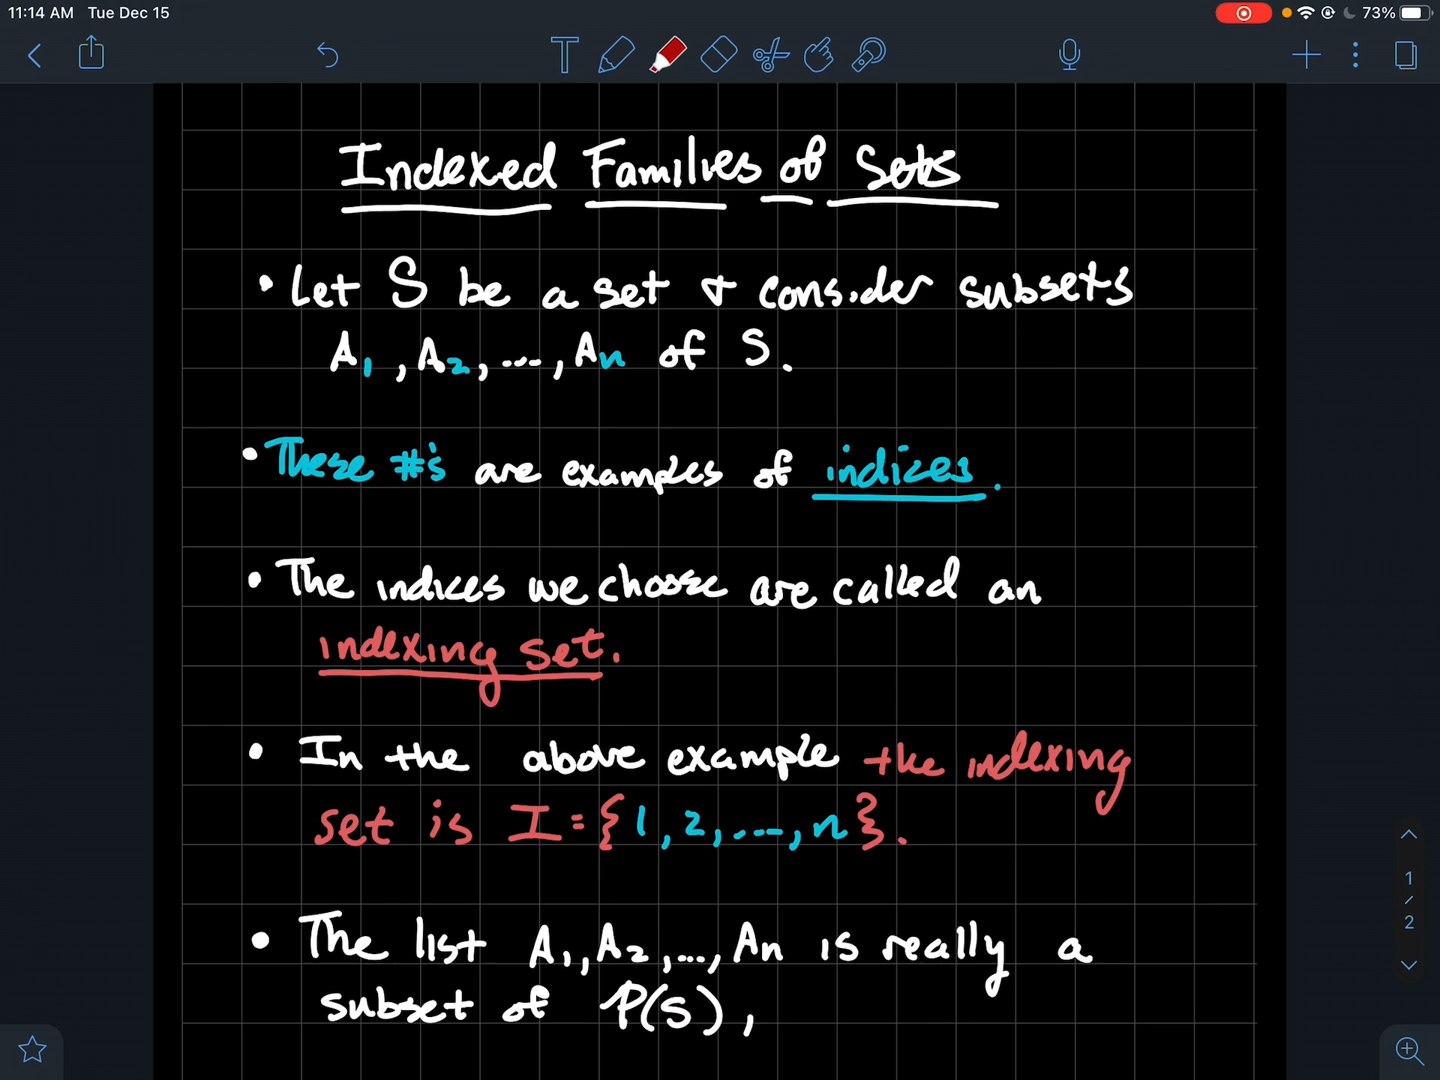 11:14 AM Tue Dec 15 73%
Indexed Families of Sets
• Let S be a set & consider subsets
A₁, A₂, ..., Aₙ of S.
• These #'s are examples of indices.
• The indices we choose are called an
indexing set.
• In the above example the indexing
set is I = {1, 2, ..., n}.
• The list A₁, A₂, ..., Aₙ is really a
subset of P(S),
1
/
2